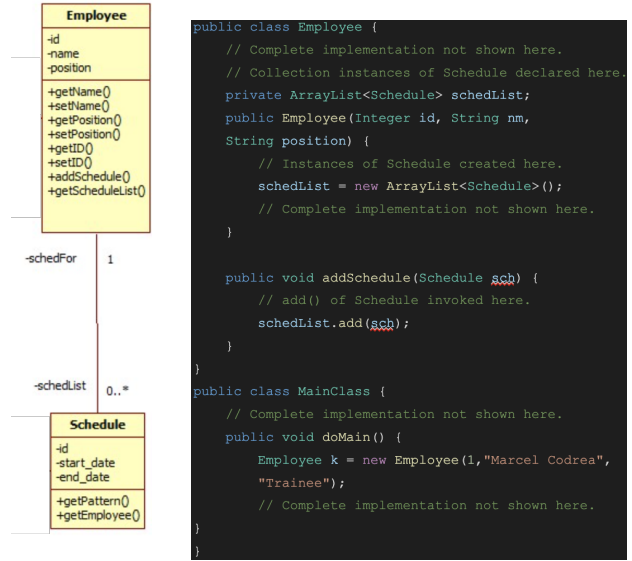 Employee
-id
-name
-position
+getName()
+setName()
+getPosition()
+setPosition()
+getID()
+setID()
+addSchedule()
+getScheduleList()
-schedFor
1
-schedList
0..*
Schedule
-id
-start_date
-end_date
+getPattern()
+getEmployee()
public class Employee {
// Complete implementation not shown here.
// Collection instances of Schedule declared here.
private ArrayList<Schedule> schedList;
public Employee(Integer id, String nm,
String position) {
// Instances of Schedule created here.
schedList = new ArrayList<Schedule>();
// Complete implementation not shown here.
}
public void addSchedule(Schedule sch) {
// add() of Schedule invoked here.
schedList.add(sch);
}
}
public class MainClass {
// Complete implementation not shown here.
public void doMain() {
Employee k = new Employee(1,"Marcel Codrea",
"Trainee");
// Complete implementation not shown here.
}
}